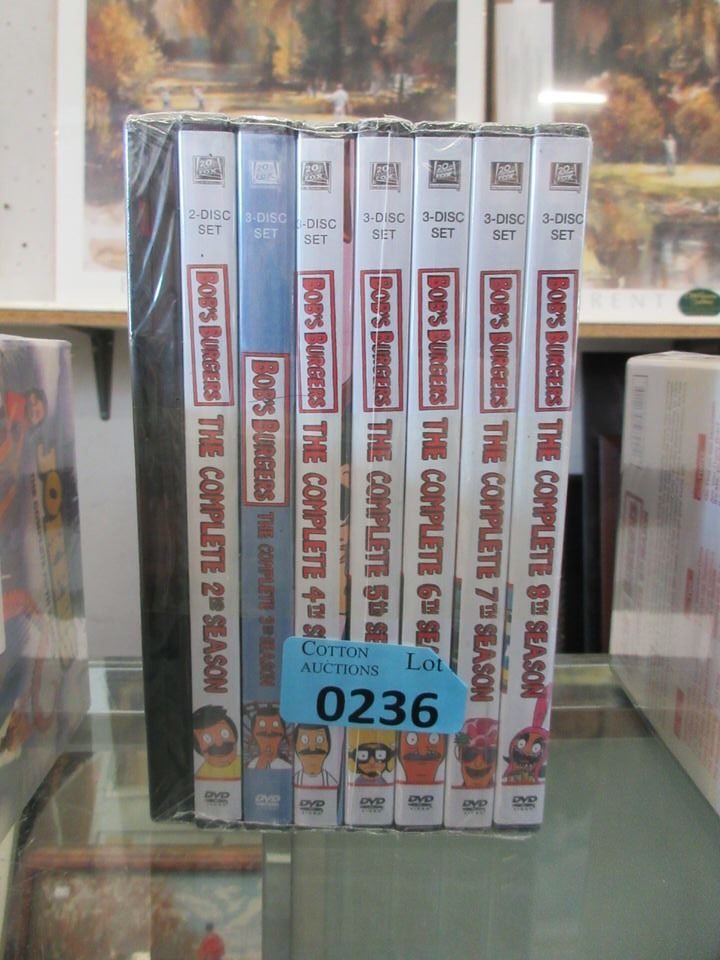 2-DISC
SET
BOB'S BURGERS THE COMPLETE 2ND SEASON
DVD
3-DISC
SET
BOB'S BURGERS THE COMPLETE 3RD SEASON
DVD
3-DISC
SET
BOB'S BURGERS THE COMPLETE 4TH S
DVD
3-DISC
SET
BOB'S BURGERS THE COMPLETE 5th SE
DVD
3-DISC
SET
BOB'S BURGERS THE COMPLETE 6TH SEA
DVD
3-DISC
SET
BOB'S BURGERS THE COMPLETE 7TH SEASON
DVD
3-DISC
SET
BOB'S BURGERS THE COMPLETE 8TH SEASON
DVD
COTTON
AUCTIONS
Lot
0236